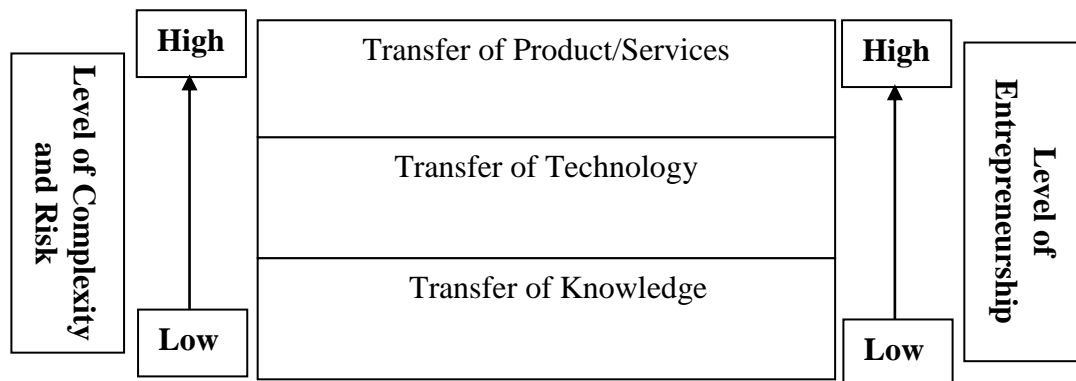 High
Transfer of Product/Services
High
Level of Complexity
and Risk
Level of
Entrepreneurship
Transfer of Technology
Transfer of Knowledge
Low
Low